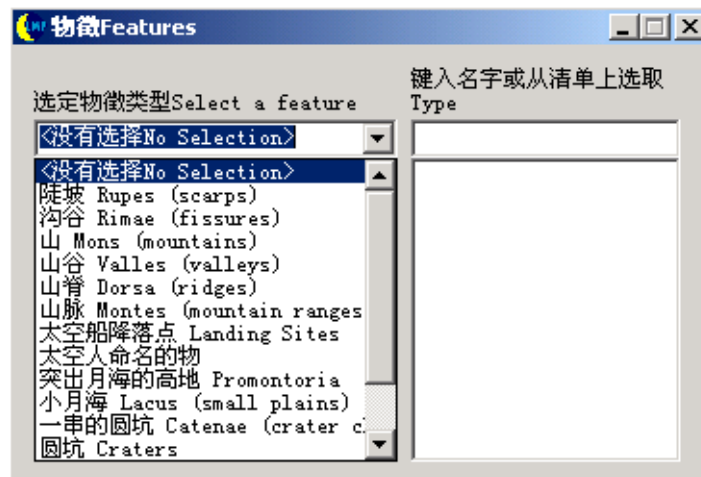 LMP 物徵Features
选定物徵类型Select a feature
键入名字或从清单上选取
Type
<没有选择No Selection>
<没有选择No Selection>
陡坡 Rupes (scarps)
沟谷 Rimae (fissures)
山 Mons (mountains)
山谷 Valles (valleys)
山脊 Dorsa (ridges)
山脉 Montes (mountain ranges
太空船降落点 Landing Sites
太空人命名的物
突出月海的高地 Promontoria
小月海 Lacus (small plains)
一串的圆坑 Catenae (crater c
圆坑 Craters